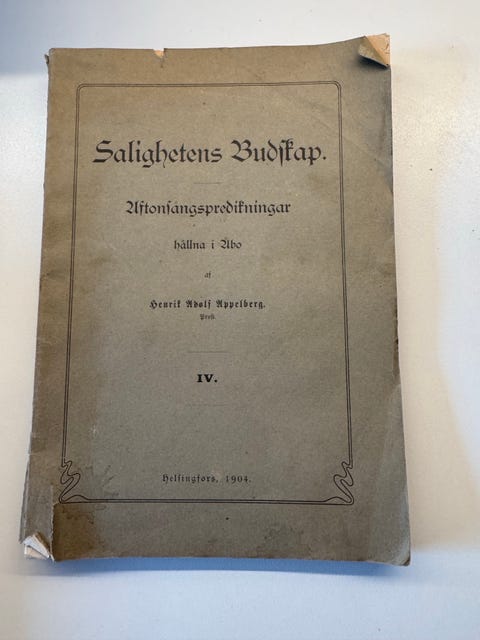 Salighetens Budskap.
Aftonsångspredikningar
hållna i Åbo
af
Henrik Adolf Appelberg.
Prost.
IV.
Helsingfors, 1904.